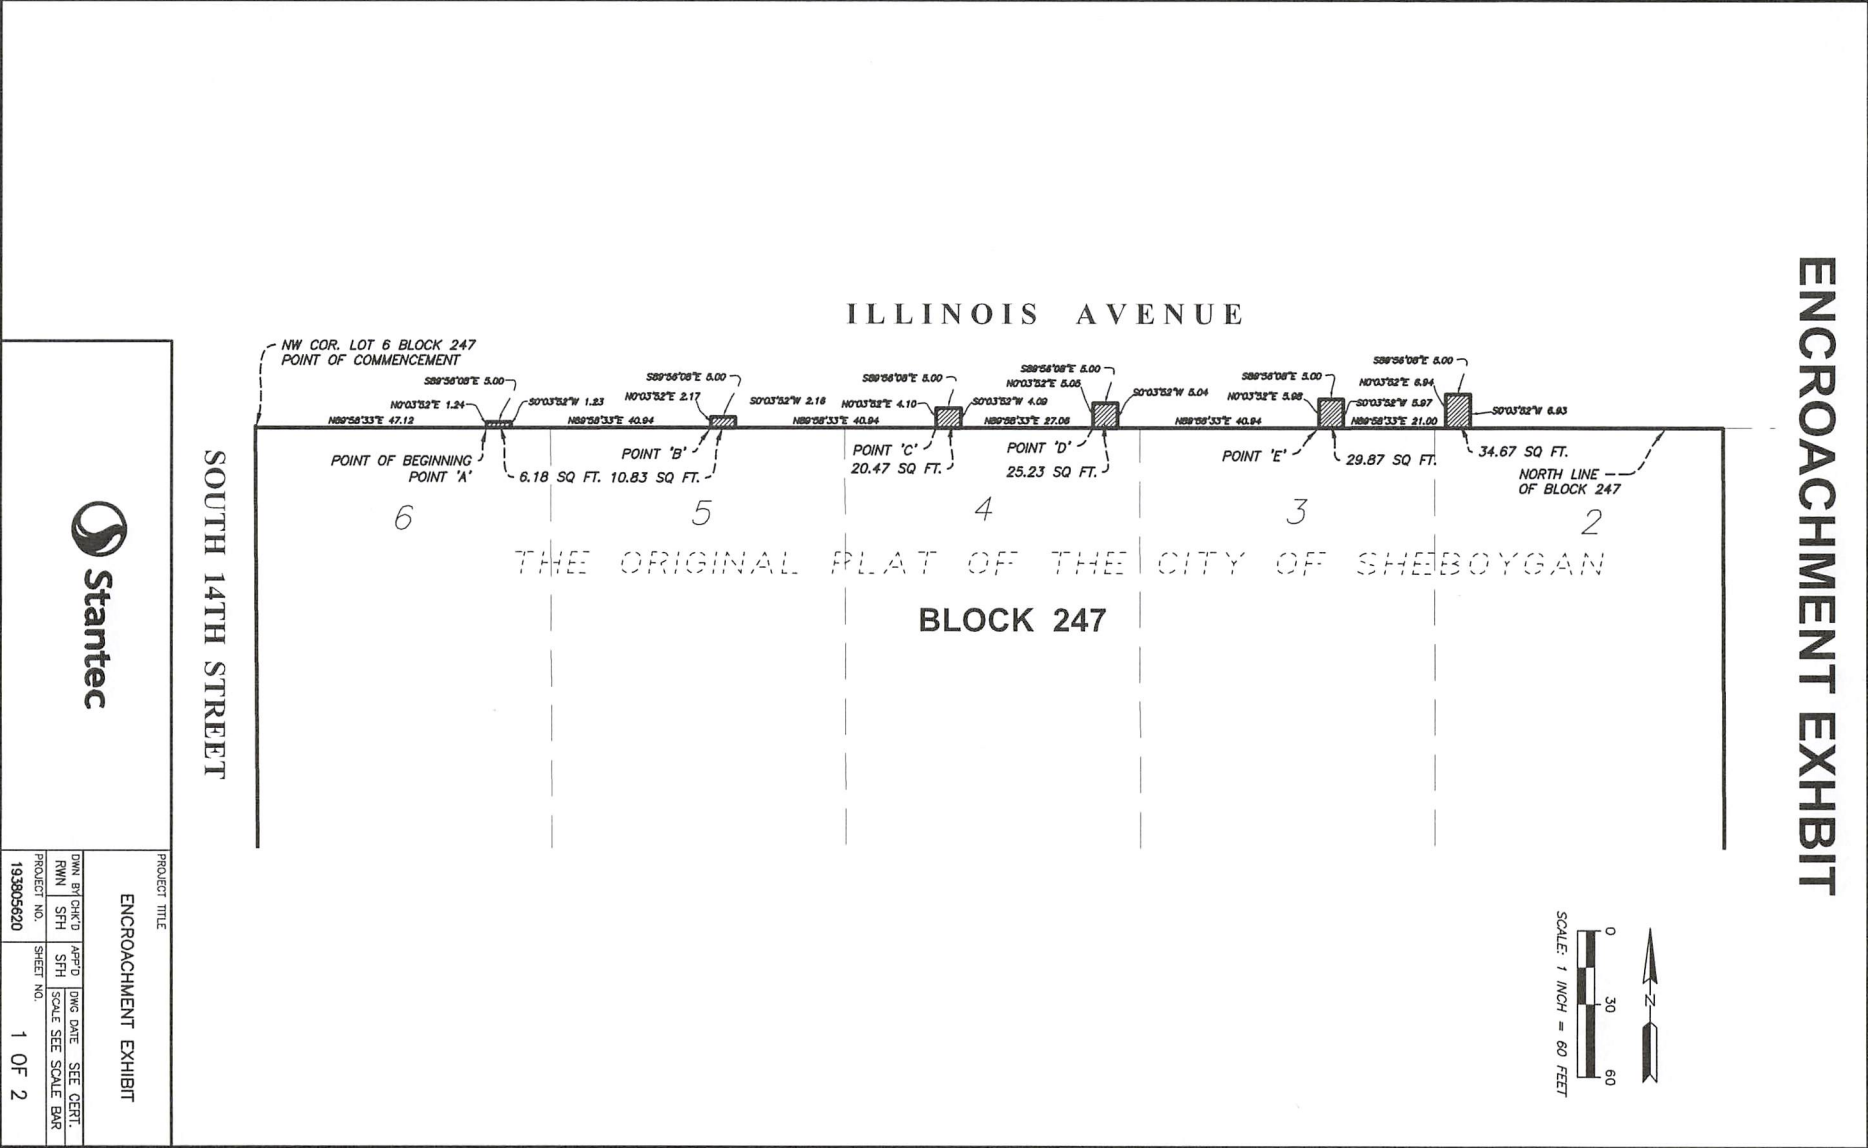 ENCROACHMENT EXHIBIT
ILLINOIS AVENUE
NW COR. LOT 6 BLOCK 247
POINT OF COMMENCEMENT
S89°56'08"E 5.00
N0°03'52"E 1.24
S0°03'52"W 1.23
N89°58'33"E 47.12
S89°56'08"E 5.00
N0°03'52"E 2.17
S0°03'52"W 2.16
N89°58'33"E 40.94
S89°56'08"E 5.00
N0°03'52"E 4.10
S0°03'52"W 4.09
N89°58'33"E 40.94
S89°56'08"E 5.00
N0°03'52"E 5.05
S0°03'52"W 5.04
N89°58'33"E 27.06
S89°56'08"E 5.00
N0°03'52"E 5.98
S0°03'52"W 5.97
N89°58'33"E 40.94
S89°56'08"E 5.00
N0°03'52"E 6.94
S0°03'52"W 6.93
N89°58'33"E 21.00
POINT OF BEGINNING
POINT 'A'
6.18 SQ FT.
POINT 'B'
10.83 SQ FT.
POINT 'C'
20.47 SQ FT.
POINT 'D'
25.23 SQ FT.
POINT 'E'
29.87 SQ FT.
34.67 SQ FT.
NORTH LINE
OF BLOCK 247
6
5
4
3
2
THE ORIGINAL PLAT OF THE CITY OF SHEBOYGAN
BLOCK 247
SOUTH 14TH STREET
N
0 30 60
SCALE: 1 INCH = 60 FEET
Stantec
PROJECT TITLE
ENCROACHMENT EXHIBIT
DWN BY RWN
CHK'D SFH
APP'D SFH
DWG DATE SEE CERT.
SCALE SEE SCALE BAR
PROJECT NO. 193805620
SHEET NO. 1 OF 2